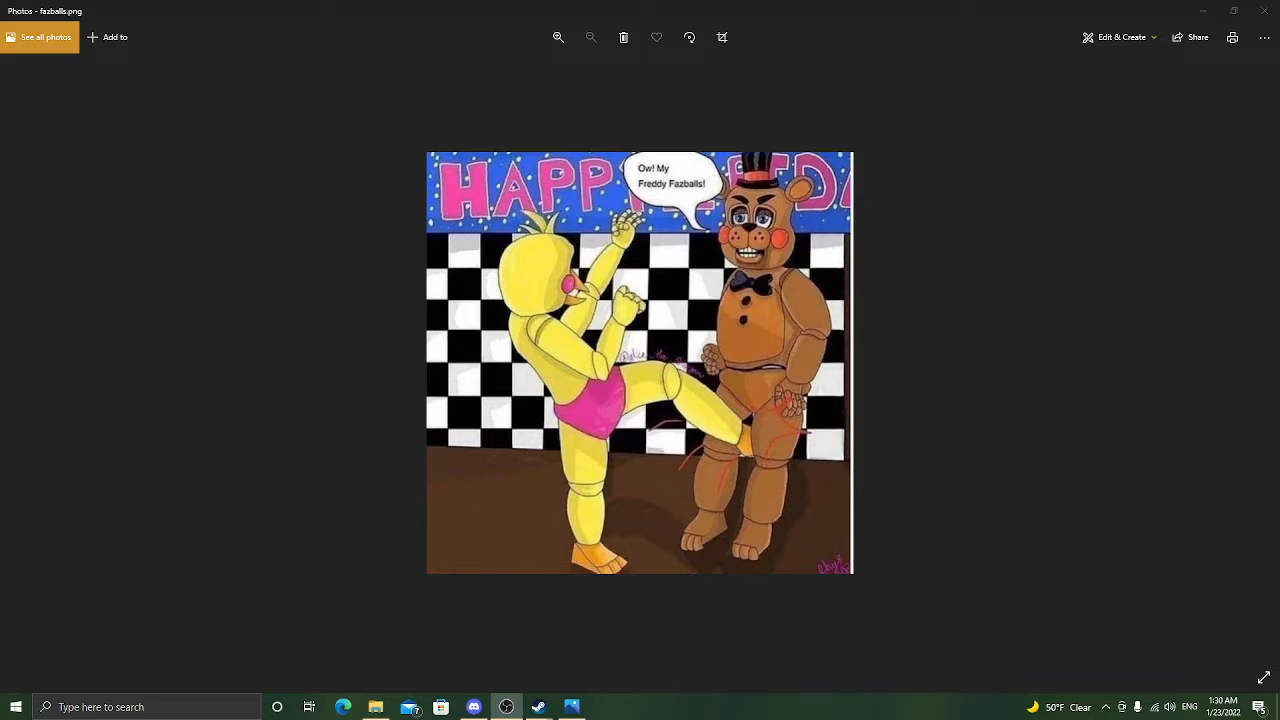 Photos - fazballs.png
See all photos
Add to
Edit & Create
Share
HAPP
Ow! My
Freddy Fazballs!
Type here to search
7
50°F Clear
ENG
1:30 AM
1/23/2022